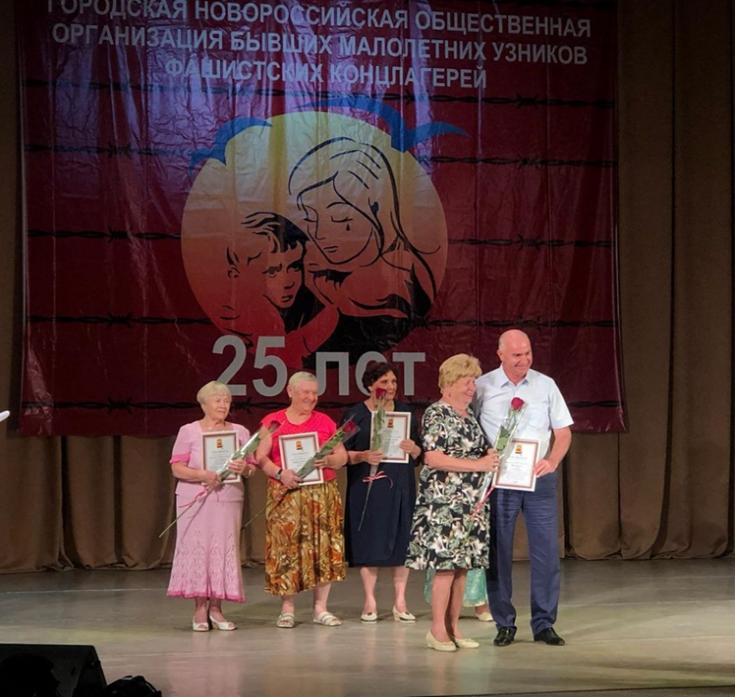 ГОРОДСКАЯ НОВОРОССИЙСКАЯ ОБЩЕСТВЕННАЯ
ОРГАНИЗАЦИЯ БЫВШИХ МАЛОЛЕТНИХ УЗНИКОВ
ФАШИСТСКИХ КОНЦЛАГЕРЕЙ
25 лет